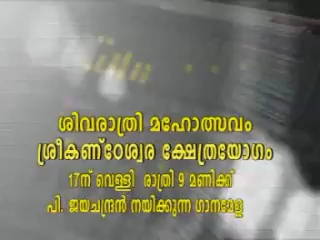 ശിവരാത്രി മഹോത്സവം
ശ്രീകണ്ഠേശ്വര ക്ഷേത്രയോഗം
17ന് വെള്ളി രാത്രി 9 മണിക്ക്
പി. ജയചന്ദ്രൻ നയിക്കുന്ന ഗാനമേള